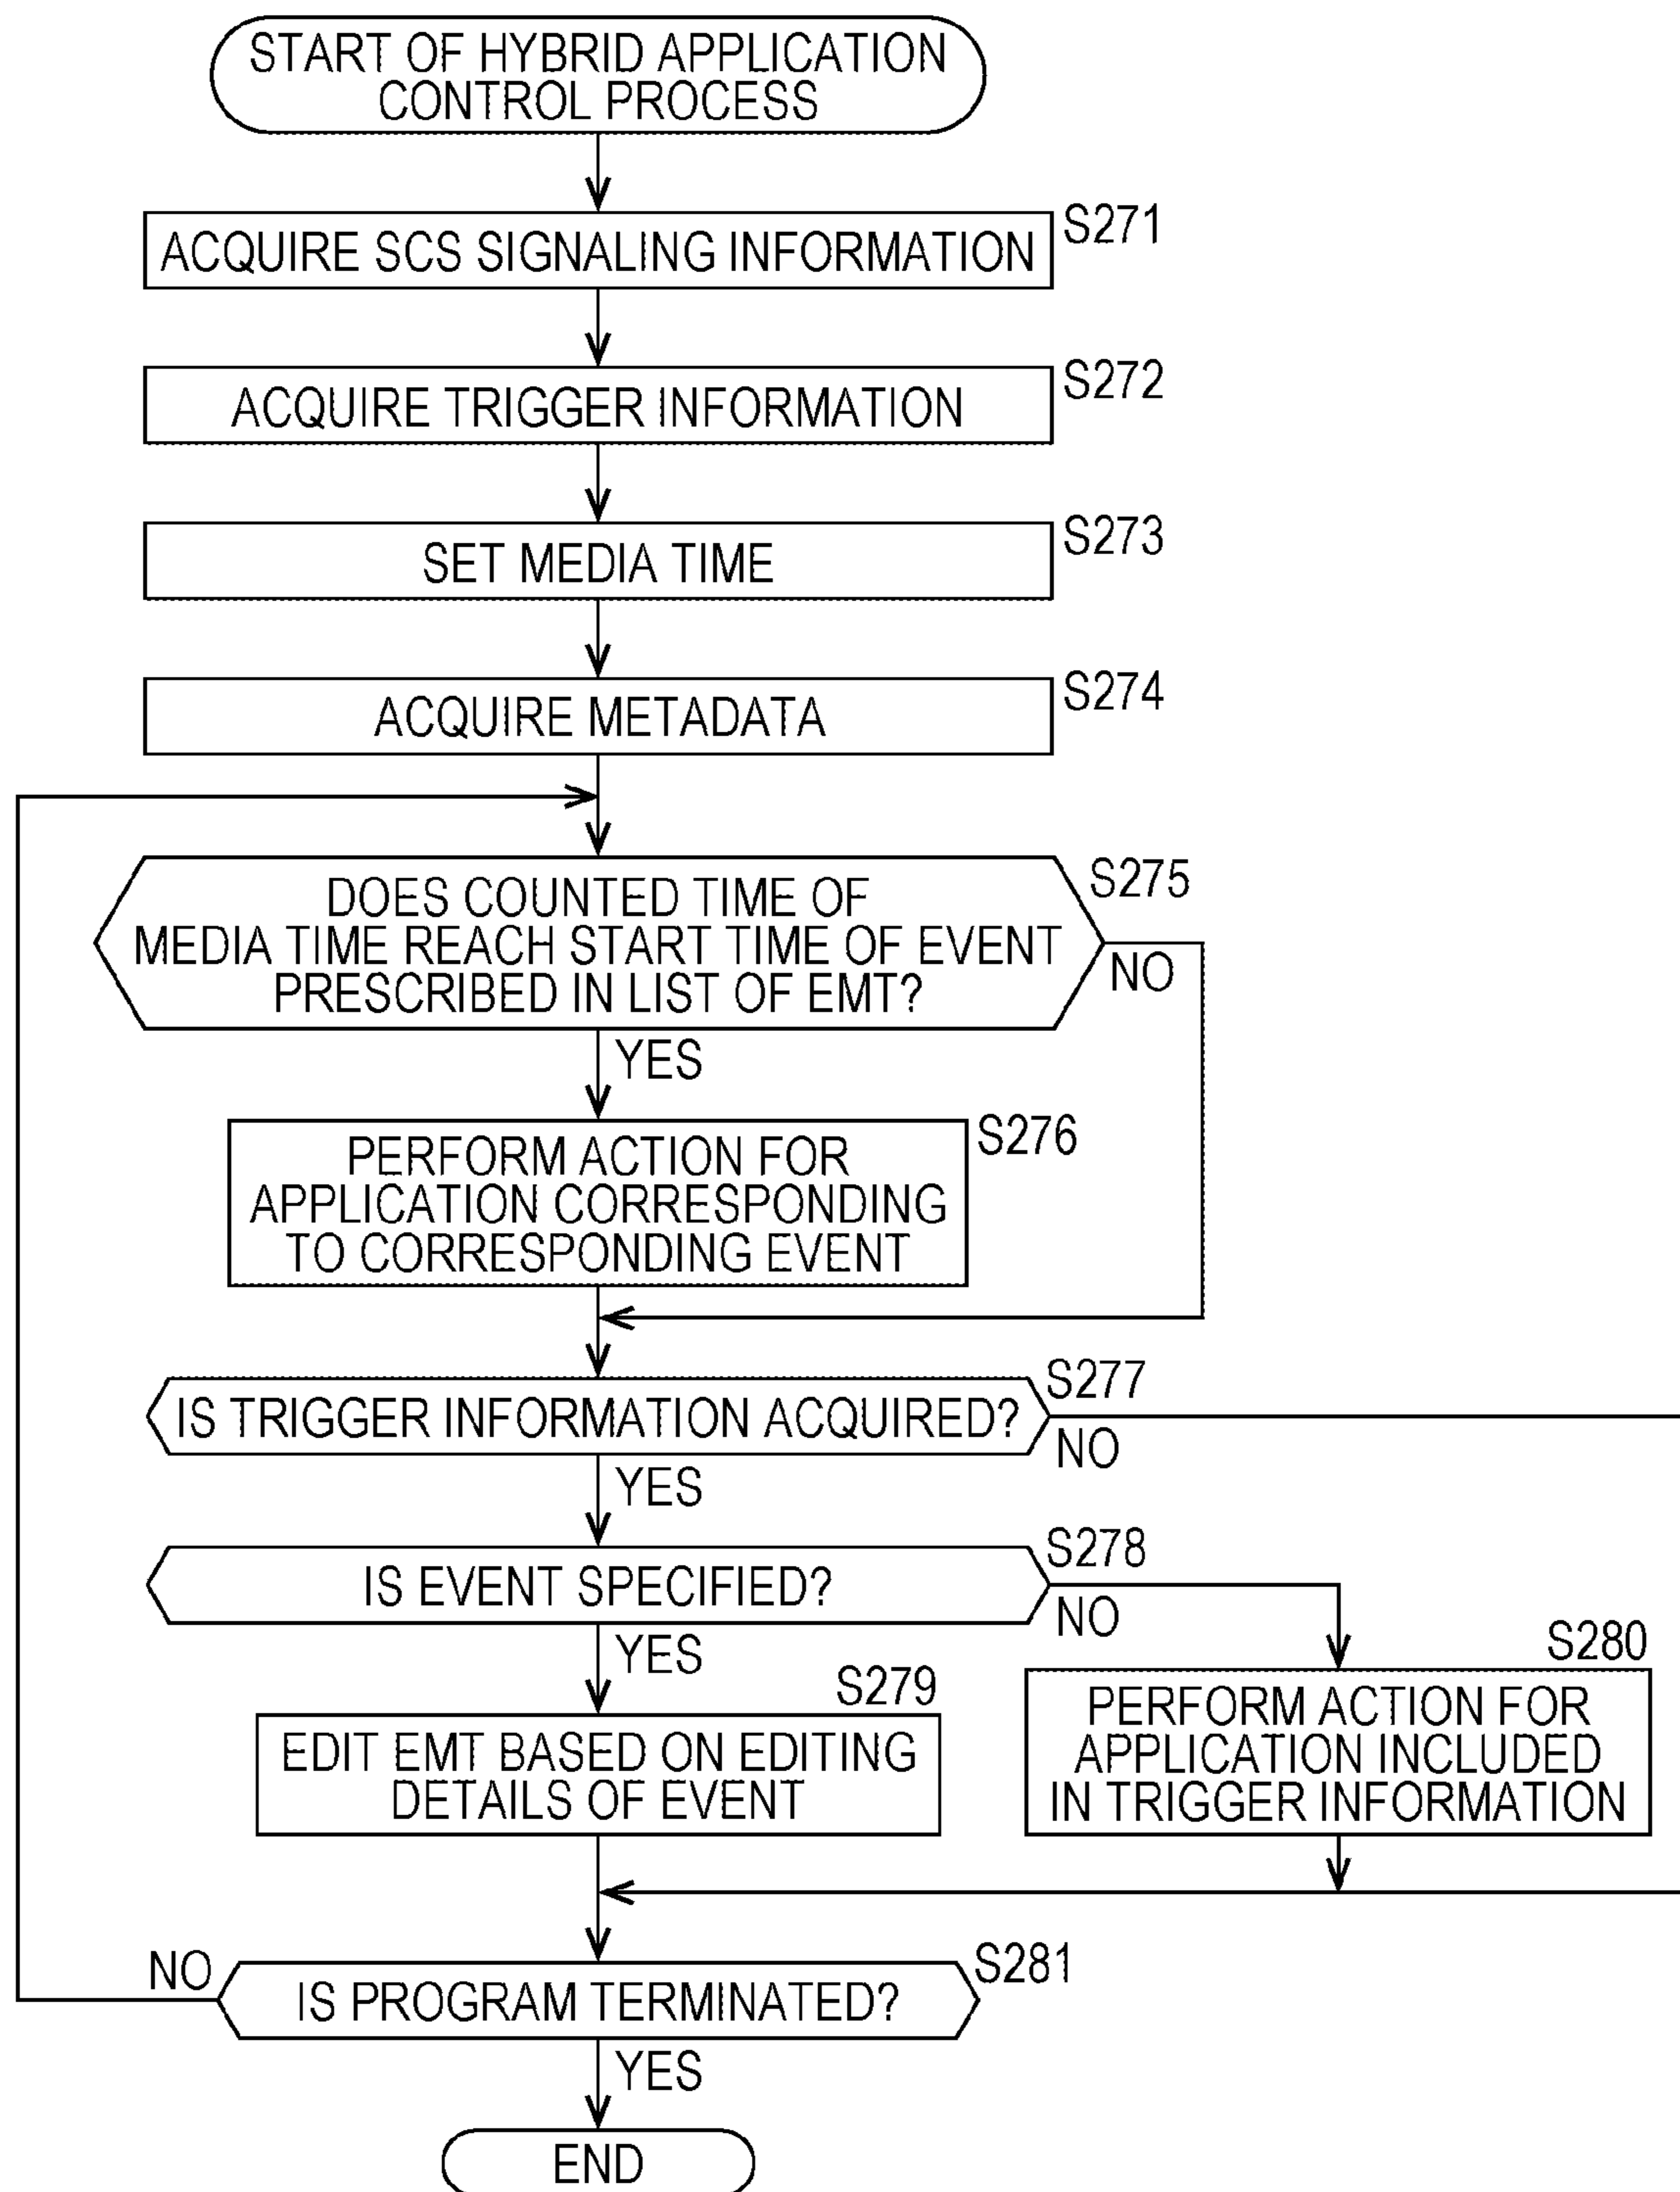 START OF HYBRID APPLICATION
CONTROL PROCESS
S271
ACQUIRE SCS SIGNALING INFORMATION
S272
ACQUIRE TRIGGER INFORMATION
S273
SET MEDIA TIME
S274
ACQUIRE METADATA
S275
DOES COUNTED TIME OF
MEDIA TIME REACH START TIME OF EVENT
PRESCRIBED IN LIST OF EMT?
NO
YES
S276
PERFORM ACTION FOR
APPLICATION CORRESPONDING
TO CORRESPONDING EVENT
S277
IS TRIGGER INFORMATION ACQUIRED?
NO
YES
S278
IS EVENT SPECIFIED?
NO
YES
S279
EDIT EMT BASED ON EDITING
DETAILS OF EVENT
S280
PERFORM ACTION FOR
APPLICATION INCLUDED
IN TRIGGER INFORMATION
S281
NO
IS PROGRAM TERMINATED?
YES
END